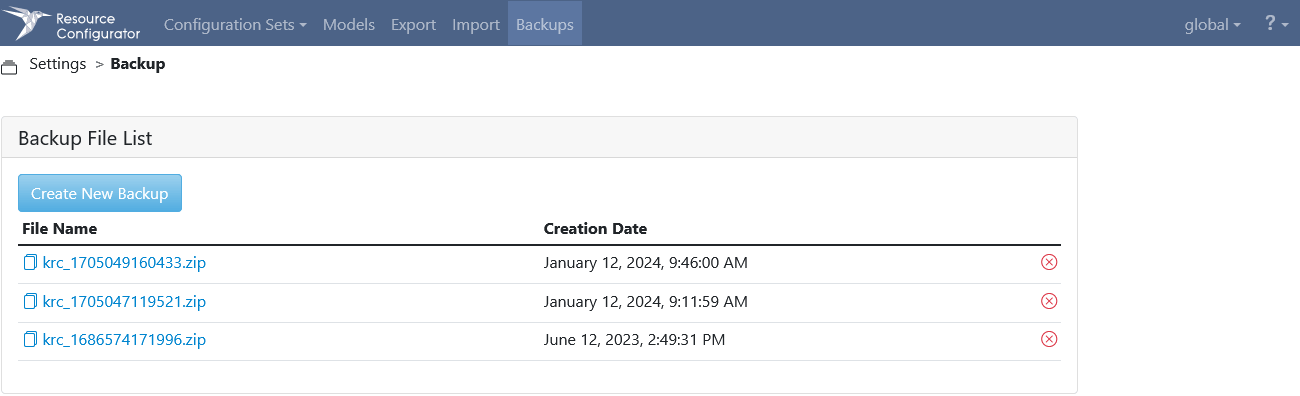 Resource Configurator
Configuration Sets Models Export Import Backups global ?
Settings > Backup
Backup File List
Create New Backup
File Name Creation Date
krc_1705049160433.zip January 12, 2024, 9:46:00 AM
krc_1705047119521.zip January 12, 2024, 9:11:59 AM
krc_1686574171996.zip June 12, 2023, 2:49:31 PM